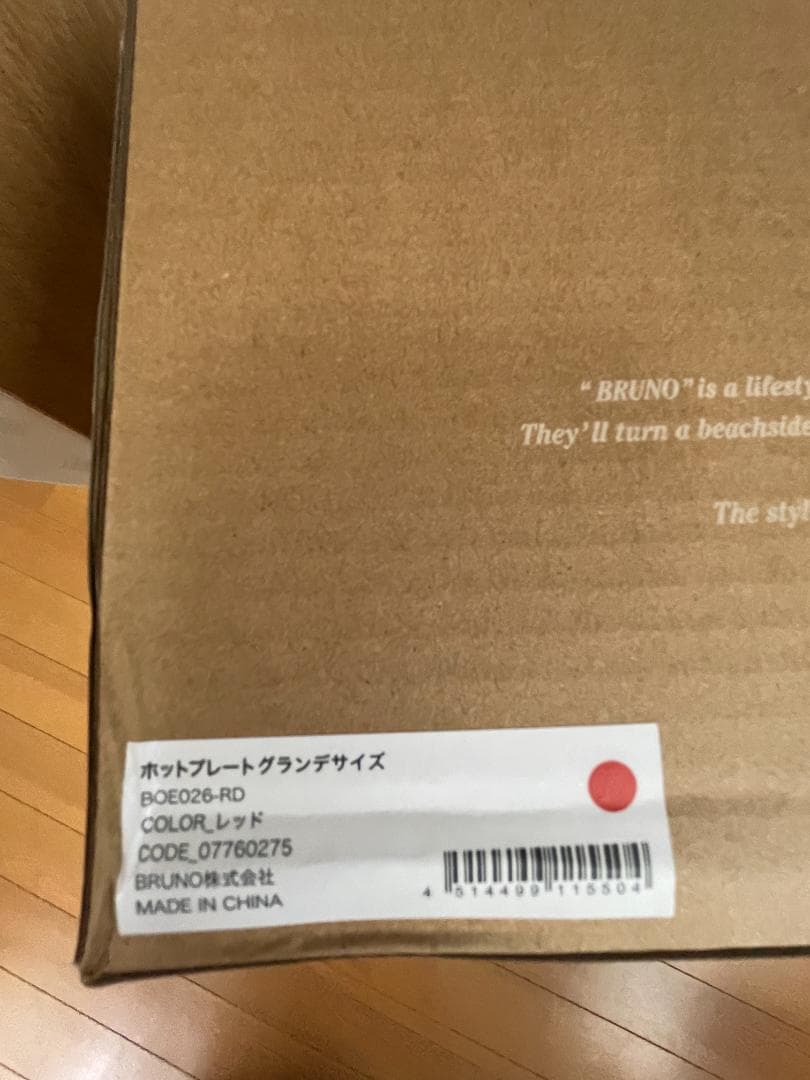 “BRUNO” is a lifesty
They'll turn a beachside
The styl
ホットプレートグランデサイズ
BOE026-RD
COLOR_レッド
CODE_07760275
BRUNO株式会社
MADE IN CHINA
4 514499 115504